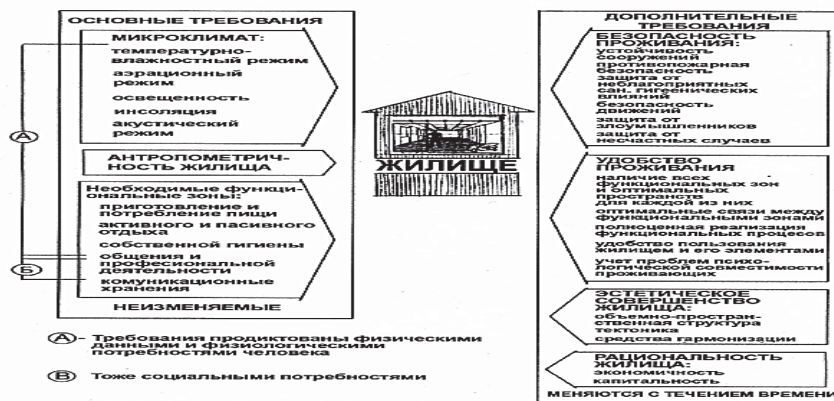 ОСНОВНЫЕ ТРЕБОВАНИЯ
МИКРОКЛИМАТ:
температурно-
влажностный режим
аэрационный
режим
освещенность
инсоляция
акустический
режим
А
АНТРОПОМЕТРИЧ-
НОСТЬ ЖИЛИЩА
Необходимые функци-
ональные зоны:
приготовление и
потребление пищи
активного и пасивного
отдыха
собственной гигиены
общения и
професиональной
деятельности
комуникационные
хранения
Б
НЕИЗМЕНЯЕМЫЕ
ЖИЛИЩЕ
ДОПОЛНИТЕЛЬНЫЕ
ТРЕБОВАНИЯ
БЕЗОПАСНОСТЬ
ПРОЖИВАНИЯ:
устойчивость
сооружений
противопожарная
безопасность
защита от
неблагоприятных
сан. гигиенических
влияний
безопасность
движений
защита от
злоумышленников
защита от
несчастных случаев
УДОБСТВО
ПРОЖИВАНИЯ
наличие всех
функциональных зон
и оптимальных
пространств
для каждой из них
оптимальные связи между
функциональными зонами
полноценная реализация
функциональных процесов
удобство пользования
жилищем и его элементами
учет проблем психо-
логической совместимости
проживающих
ЭСТЕТИЧЕСКОЕ
СОВЕРШЕНСТВО
ЖИЛИЩА:
объемно-простран-
ственная структура
тектоника
средства гармонизации
РАЦИОНАЛЬНОСТЬ
ЖИЛИЩА:
экономичность
капитальность
МЕНЯЮТСЯ С ТЕЧЕНИЕМ ВРЕМЕНИ
А - Требования продиктованы физическими
данными и физиологическими
потребностями человека
В Тоже социальными потребностями